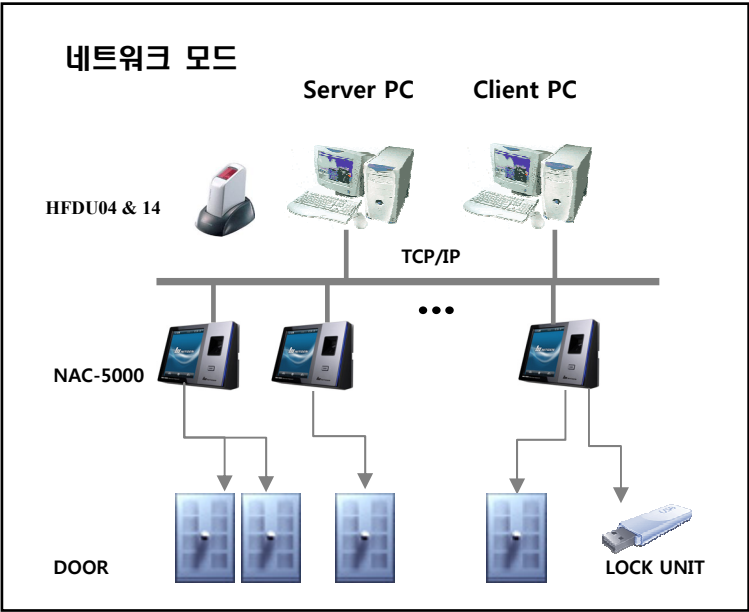 네트워크 모드
Server PC
Client PC
HFDU04 & 14
TCP/IP
...
NAC-5000
DOOR
LOCK UNIT